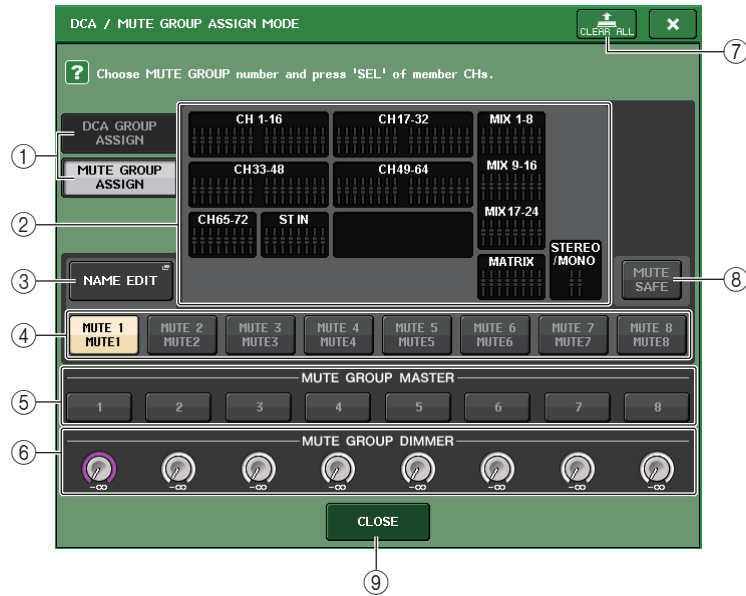 DCA / MUTE GROUP ASSIGN MODE
CLEAR ALL
×
⑦
? Choose MUTE GROUP number and press 'SEL' of member CHs.
①
DCA GROUP
ASSIGN
MUTE GROUP
ASSIGN
②
CH 1-16
CH17-32
MIX 1-8
CH33-48
CH49-64
MIX 9-16
CH65-72
ST IN
MIX17-24
MATRIX
STEREO
/MONO
③
NAME EDIT
MUTE
SAFE
⑧
④
MUTE 1
MUTE1
MUTE 2
MUTE2
MUTE 3
MUTE3
MUTE 4
MUTE4
MUTE 5
MUTE5
MUTE 6
MUTE6
MUTE 7
MUTE7
MUTE 8
MUTE8
⑤
MUTE GROUP MASTER
1 2 3 4 5 6 7 8
⑥
MUTE GROUP DIMMER
-∞ -∞ -∞ -∞ -∞ -∞ -∞ -∞
CLOSE
⑨